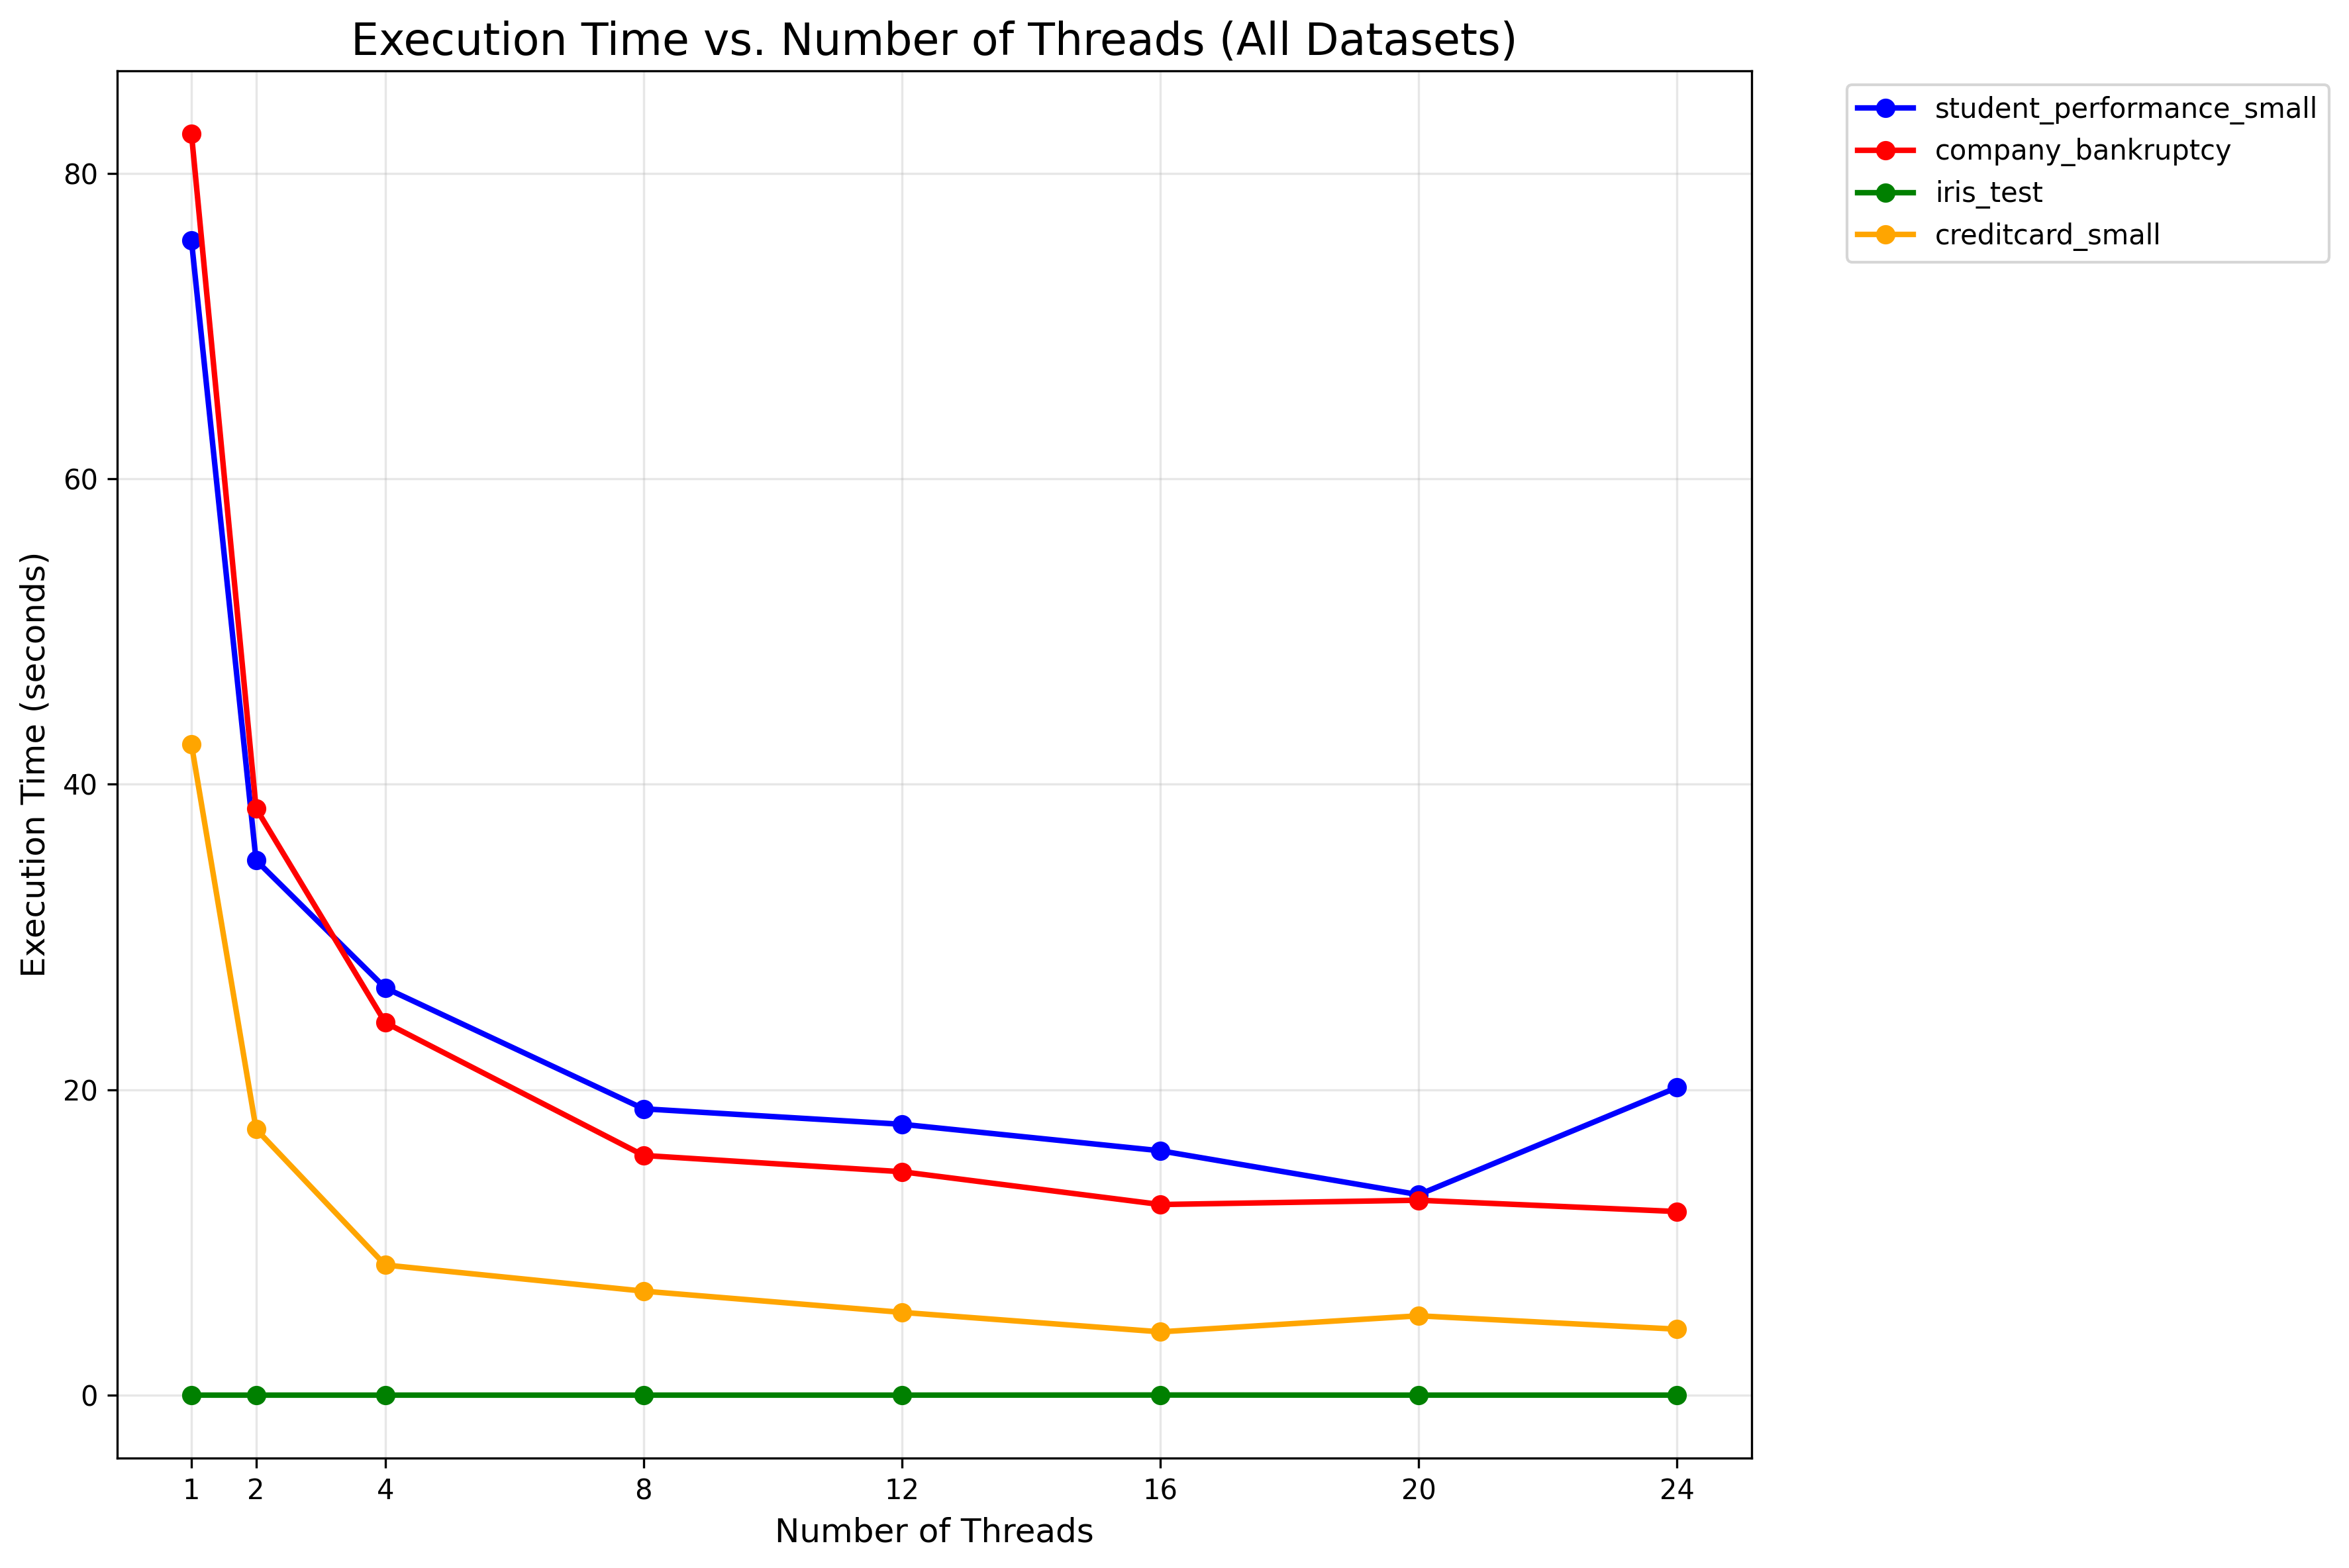 Execution Time vs. Number of Threads (All Datasets)
student_performance_small
company_bankruptcy
iris_test
creditcard_small
Execution Time (seconds)
80
60
40
20
0
1 2 4 8 12 16 20 24
Number of Threads